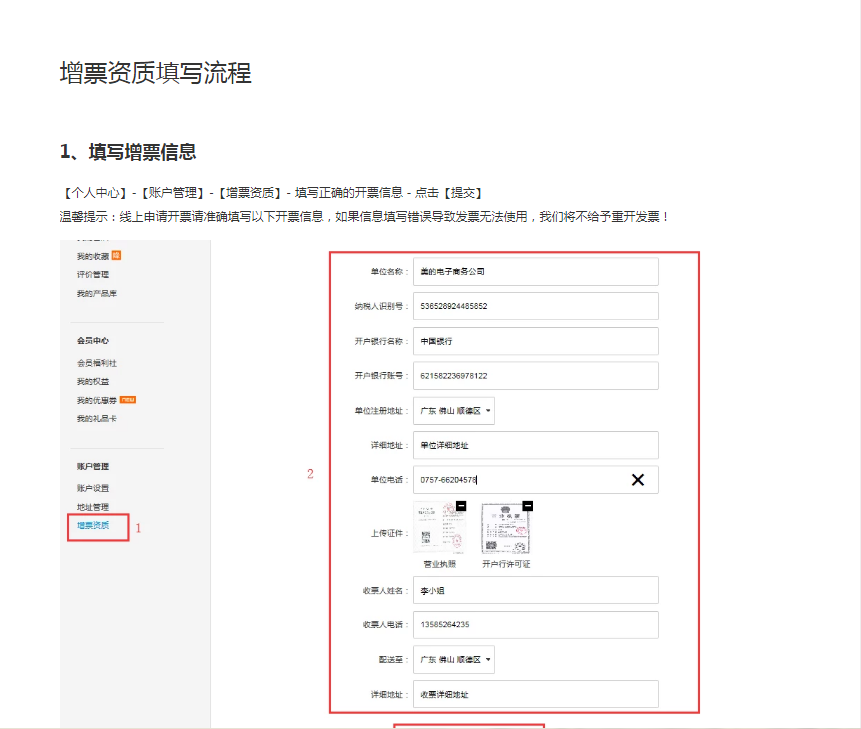 增票资质填写流程
1、填写增票信息
【个人中心】-【账户管理】-【增票资质】- 填写正确的开票信息 - 点击【提交】
温馨提示：线上申请开票请准确填写以下开票信息，如果信息填写错误导致发票无法使用，我们将不给予重开发票！
我的收藏
评价管理
我的产品库
会员中心
会员福利社
我的权益
我的优惠券 new
我的礼品卡
账户管理
账户设置
地址管理
增票资质
1
2
单位名称： 美的电子商务公司
纳税人识别号： 536528924485852
开户银行名称： 中国银行
开户银行账号： 621582236978122
单位注册地址： 广东 佛山 顺德区
详细地址： 单位详细地址
单位电话： 0757-66204578
上传证件：
营业执照 开户行许可证
收票人姓名： 李小姐
收票人电话： 13585264235
配送至： 广东 佛山 顺德区
详细地址： 收票详细地址